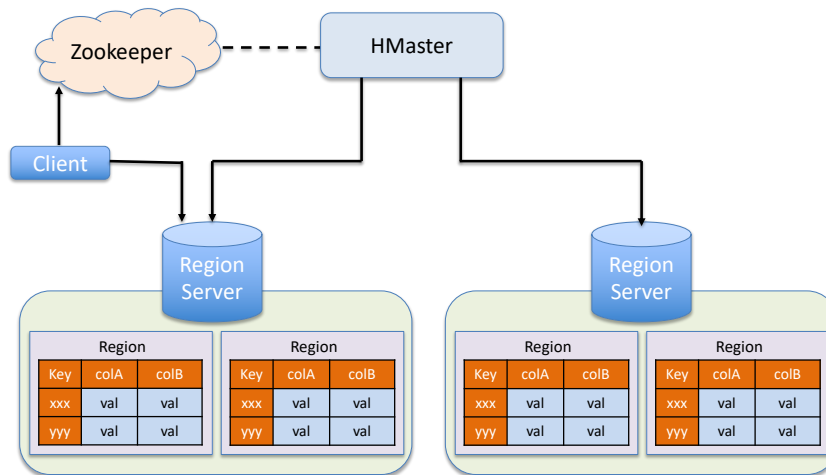 Zookeeper
HMaster
Client
Region
Server
Region
Server
Region
Key colA colB
xxx val val
yyy val val
Region
Key colA colB
xxx val val
yyy val val
Region
Key colA colB
xxx val val
yyy val val
Region
Key colA colB
xxx val val
yyy val val